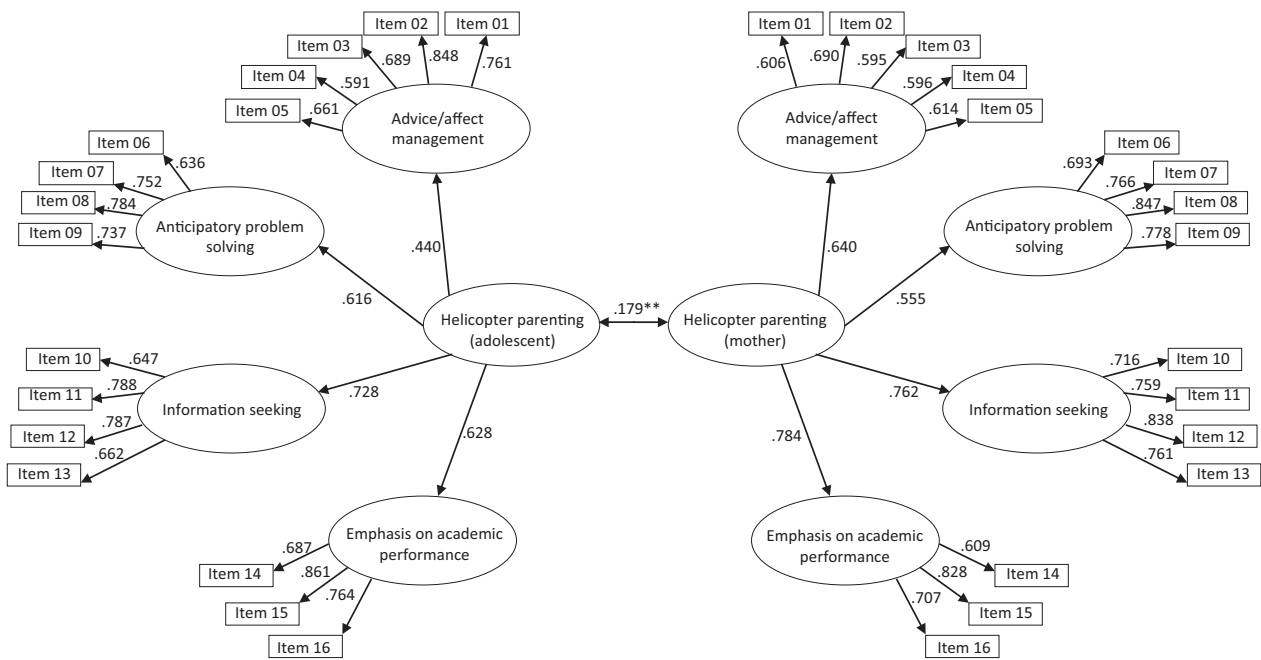 Item 02
Item 01
Item 03
.848
.689
.761
Item 04
.591
Item 05
.661
Advice/affect
management
Item 06
.636
Item 07
.752
Item 08
.784
Item 09
.737
Anticipatory problem
solving
.440
.616
Helicopter parenting
(adolescent)
.179**
Item 10
.647
Item 11
.788
Item 12
.787
Item 13
.662
Information seeking
.728
.628
Emphasis on academic
performance
.687
Item 14
.861
Item 15
.764
Item 16
Item 01
Item 02
Item 03
.606
.690
.595
Item 04
.596
Item 05
.614
Advice/affect
management
Item 06
.693
Item 07
.766
Item 08
.847
Item 09
.778
Anticipatory problem
solving
.640
.555
Helicopter parenting
(mother)
Item 10
.716
Item 11
.759
Item 12
.838
Item 13
.761
Information seeking
.762
.784
Emphasis on academic
performance
.609
Item 14
.828
Item 15
.707
Item 16